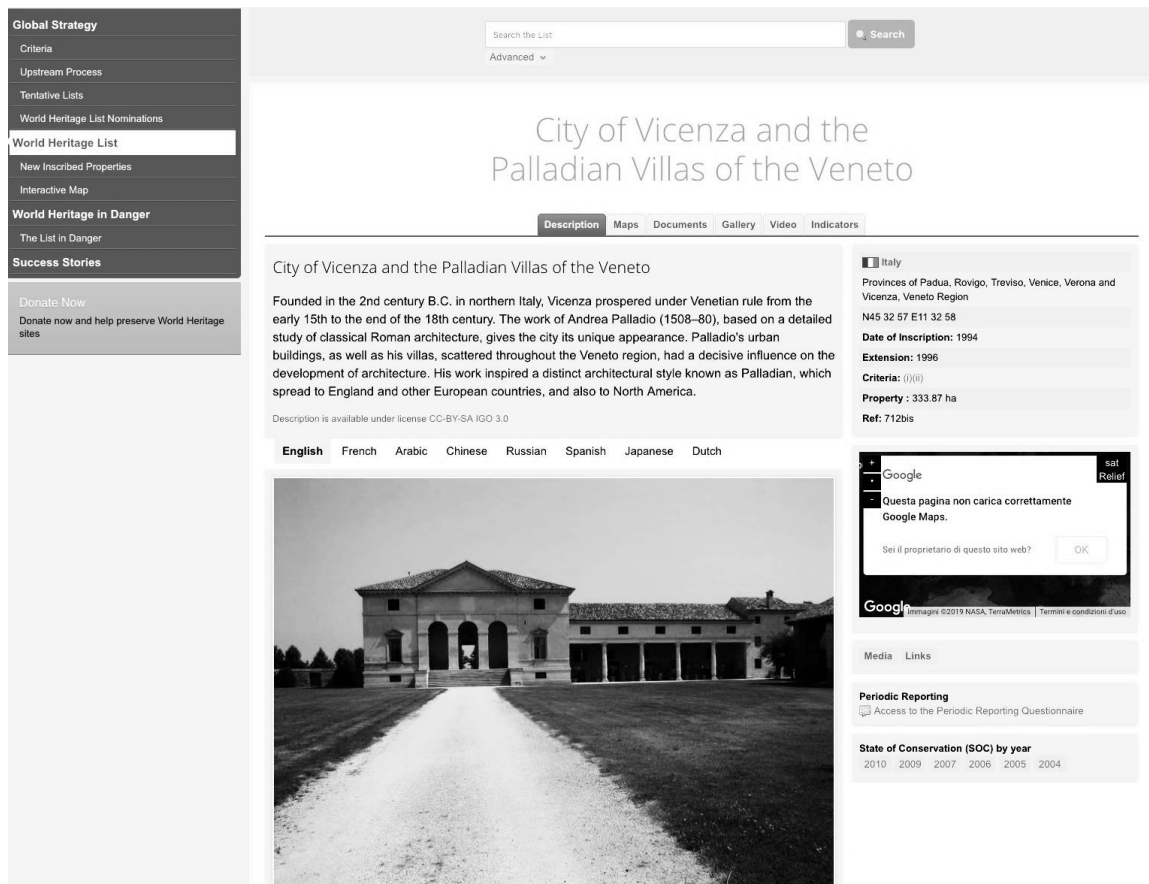 Global Strategy
Criteria
Upstream Process
Tentative Lists
World Heritage List Nominations
World Heritage List
New Inscribed Properties
Interactive Map
World Heritage in Danger
The List in Danger
Success Stories
Donate Now
Donate now and help preserve World Heritage
sites
Search the List
Search
Advanced
City of Vicenza and the
Palladian Villas of the Veneto
Description Maps Documents Gallery Video Indicators
City of Vicenza and the Palladian Villas of the Veneto
Founded in the 2nd century B.C. in northern Italy, Vicenza prospered under Venetian rule from the
early 15th to the end of the 18th century. The work of Andrea Palladio (1508–80), based on a detailed
study of classical Roman architecture, gives the city its unique appearance. Palladio's urban
buildings, as well as his villas, scattered throughout the Veneto region, had a decisive influence on the
development of architecture. His work inspired a distinct architectural style known as Palladian, which
spread to England and other European countries, and also to North America.
Description is available under license CC-BY-SA IGO 3.0
English French Arabic Chinese Russian Spanish Japanese Dutch
Italy
Provinces of Padua, Rovigo, Treviso, Venice, Verona and
Vicenza, Veneto Region
N45 32 57 E11 32 58
Date of Inscription: 1994
Extension: 1996
Criteria: (i)(ii)
Property : 333.87 ha
Ref: 712bis
+
-
sat
Relief
Google
Questa pagina non carica correttamente
Google Maps.
Sei il proprietario di questo sito web?
OK
Google
Immagini ©2019 NASA, TerraMetrics
Termini e condizioni d'uso
Media Links
Periodic Reporting
Access to the Periodic Reporting Questionnaire
State of Conservation (SOC) by year
2010 2009 2007 2006 2005 2004